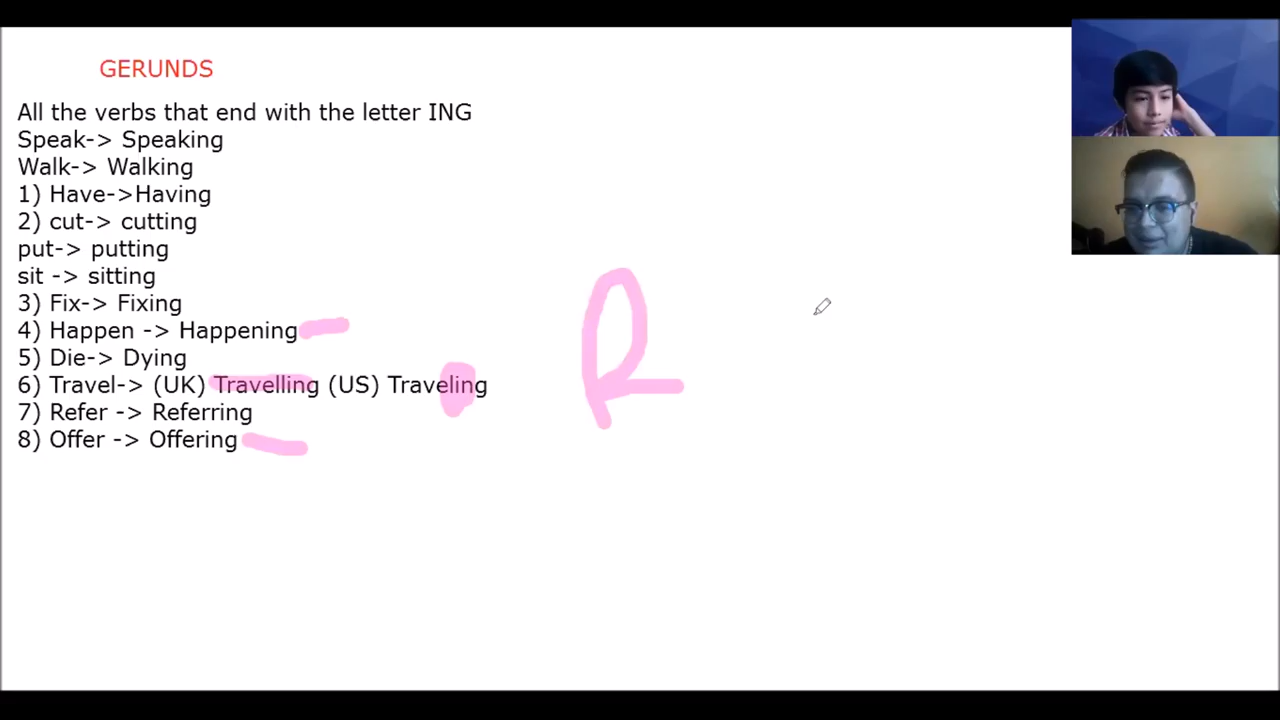 GERUNDS
All the verbs that end with the letter ING
Speak-> Speaking
Walk-> Walking
1) Have->Having
2) cut-> cutting
put-> putting
sit -> sitting
3) Fix-> Fixing
4) Happen -> Happening
5) Die-> Dying
6) Travel-> (UK) Travelling (US) Traveling
7) Refer -> Referring
8) Offer -> Offering